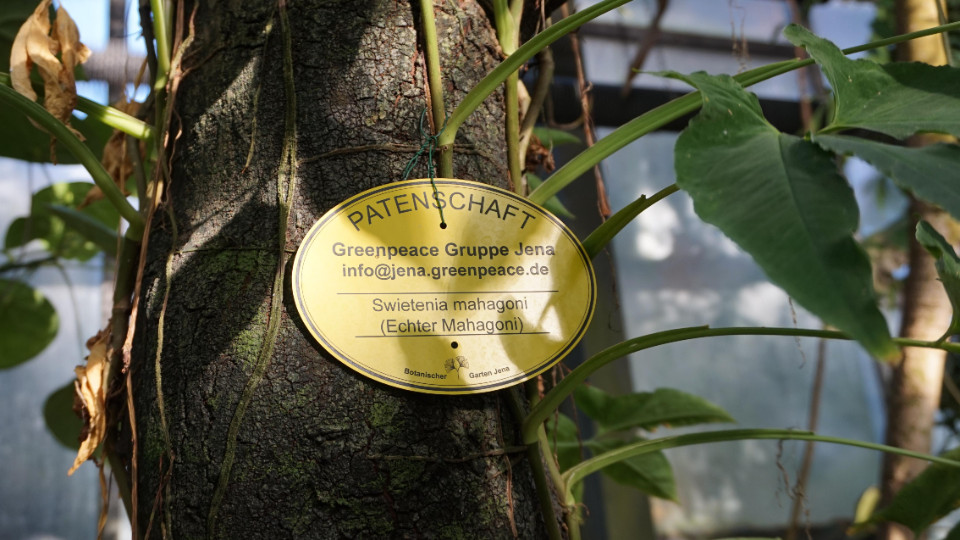 PATENSCHAFT
Greenpeace Gruppe Jena
info@jena.greenpeace.de
Swietenia mahagoni
(Echter Mahagoni)
Botanischer Garten Jena